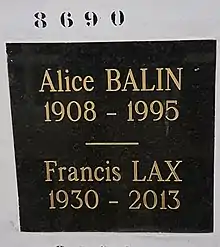 8690
Alice BALIN
1908 - 1995
Francis LAX
1930 - 2013